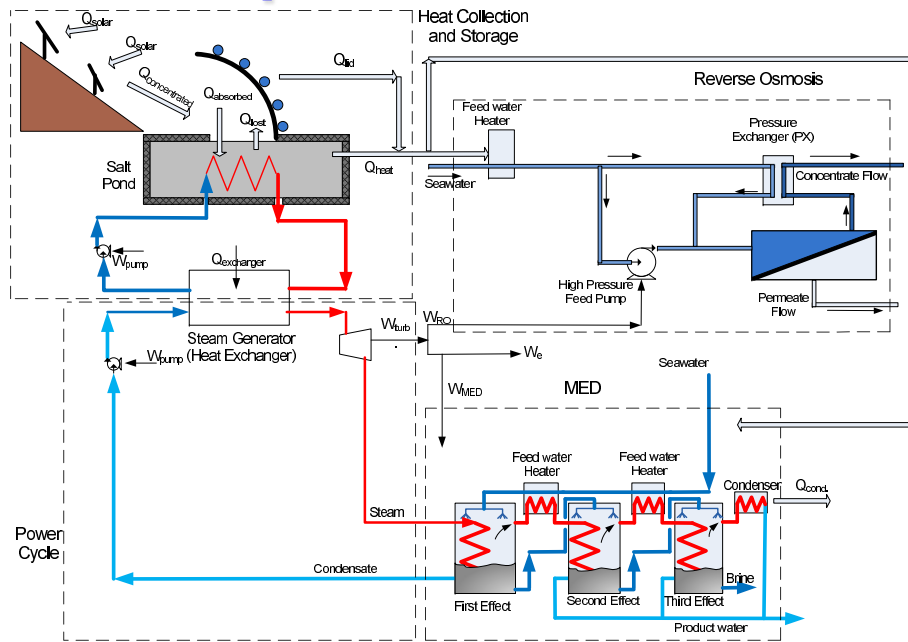 Qsolar
Qsolar
Qconcentrated
Qabsorbed
Qlost
Qlid
Heat Collection
and Storage
Reverse Osmosis
Feed water
Heater
Pressure
Exchanger (PX)
Salt
Pond
Qheat
Seawater
Concentrate Flow
Wpump
Qexchanger
High Pressure
Feed Pump
Permeate
Flow
Steam Generator
(Heat Exchanger)
Wpump
Wturb
WRO
We
WMED
Seawater
MED
Feed water
Heater
Feed water
Heater
Condenser
Qcond.
Steam
Power
Cycle
Condensate
First Effect
Second Effect
Third Effect
Brine
Product water